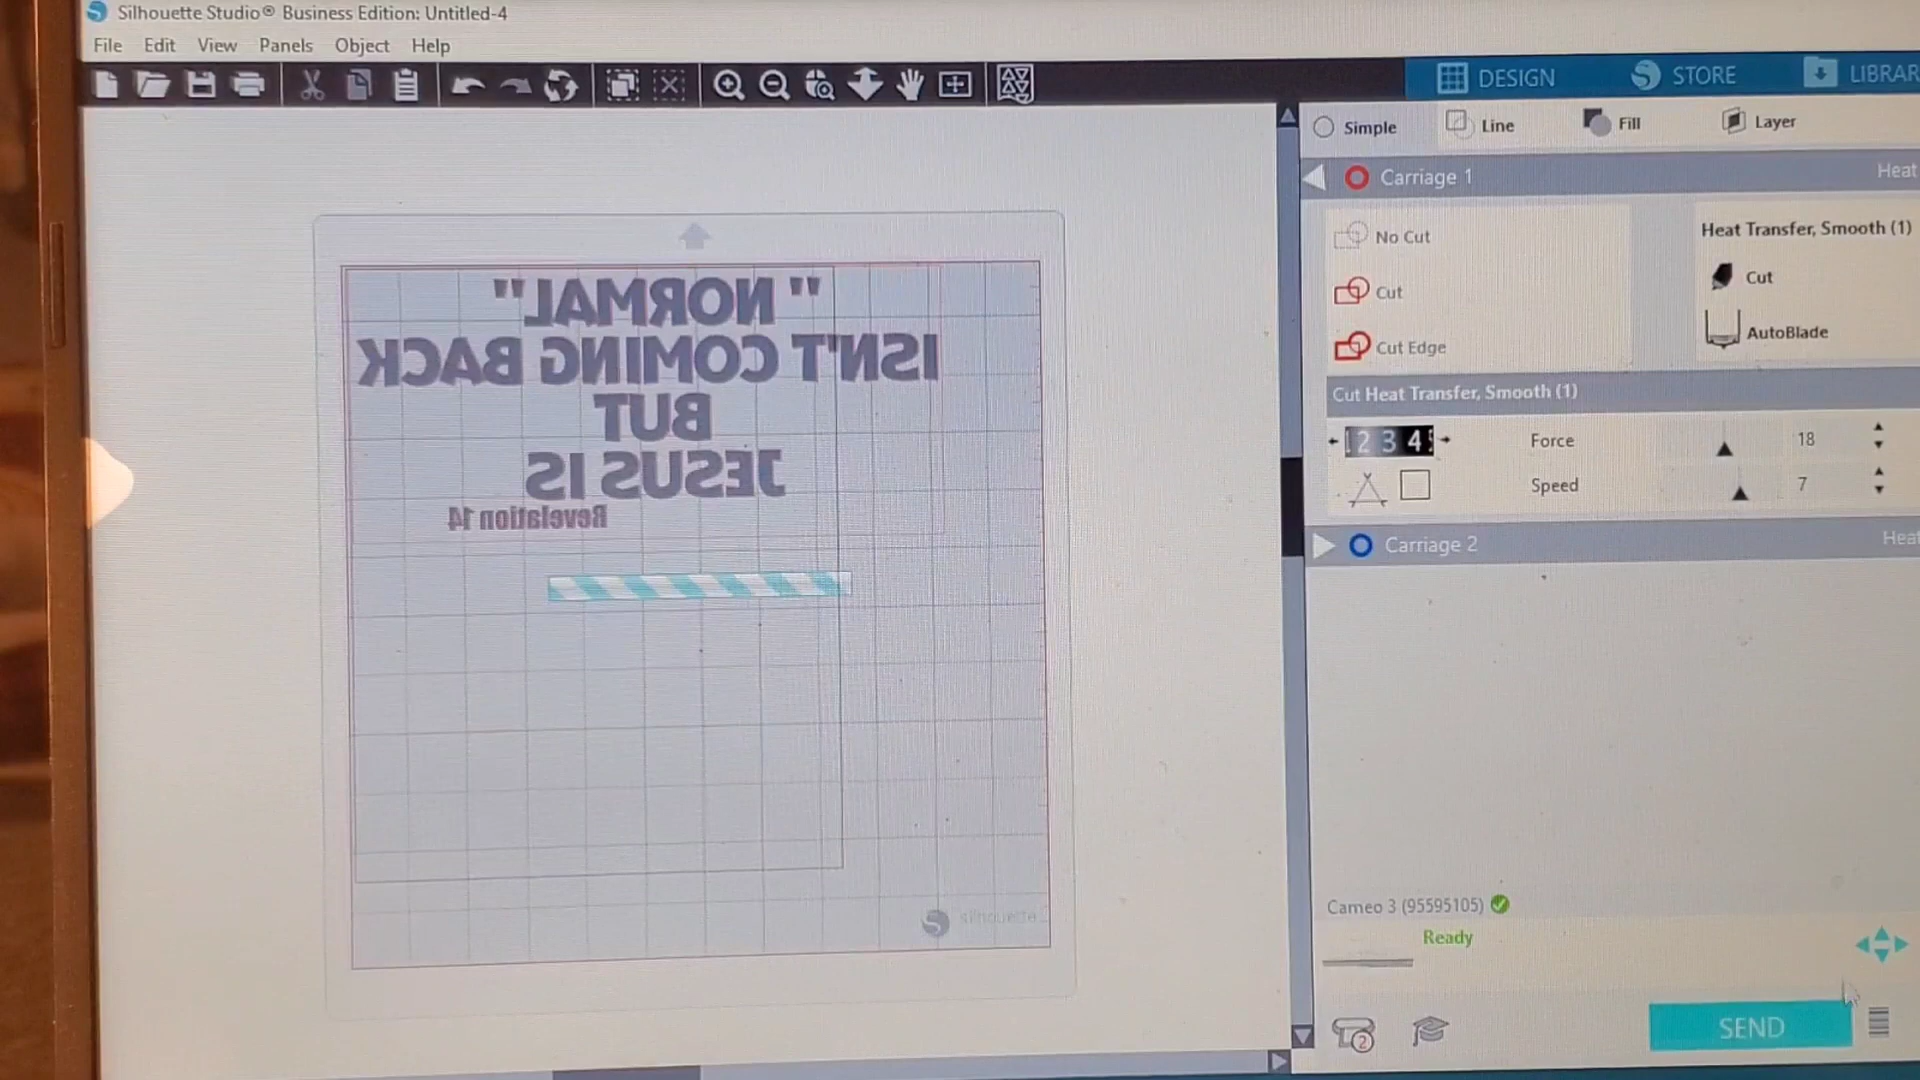 Silhouette Studio® Business Edition: Untitled-4
File Edit View Panels Object Help
DESIGN STORE
Simple Line Fill Layer
Carriage 1 Heat
No Cut
Cut
Cut Edge
Heat Transfer, Smooth (1)
Cut
AutoBlade
Cut Heat Transfer, Smooth (1)
2 3 4 Force 18
Speed 7
Carriage 2 Heat
"NORMAL "
ISN'T COMING BACK
BUT
JESUS IS
Revelation 14
silhouette
Cameo 3 (95595105)
Ready
2
SEND